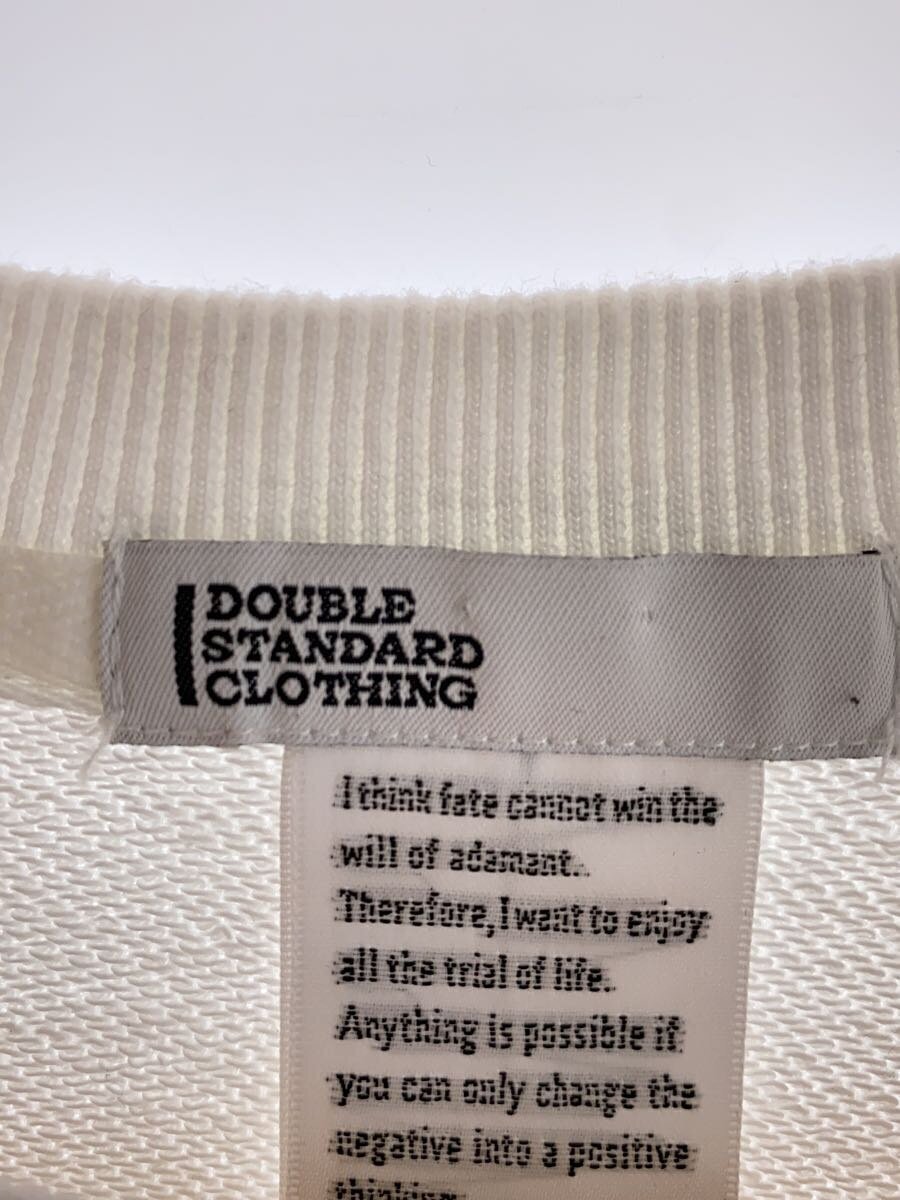 DOUBLE
STANDARD
CLOTHING
I think fate cannot win the
will of adamant.
Therefore, I want to enjoy
all the trial of life.
Anything is possible if
you can only change the
negative into a positive
thinking.